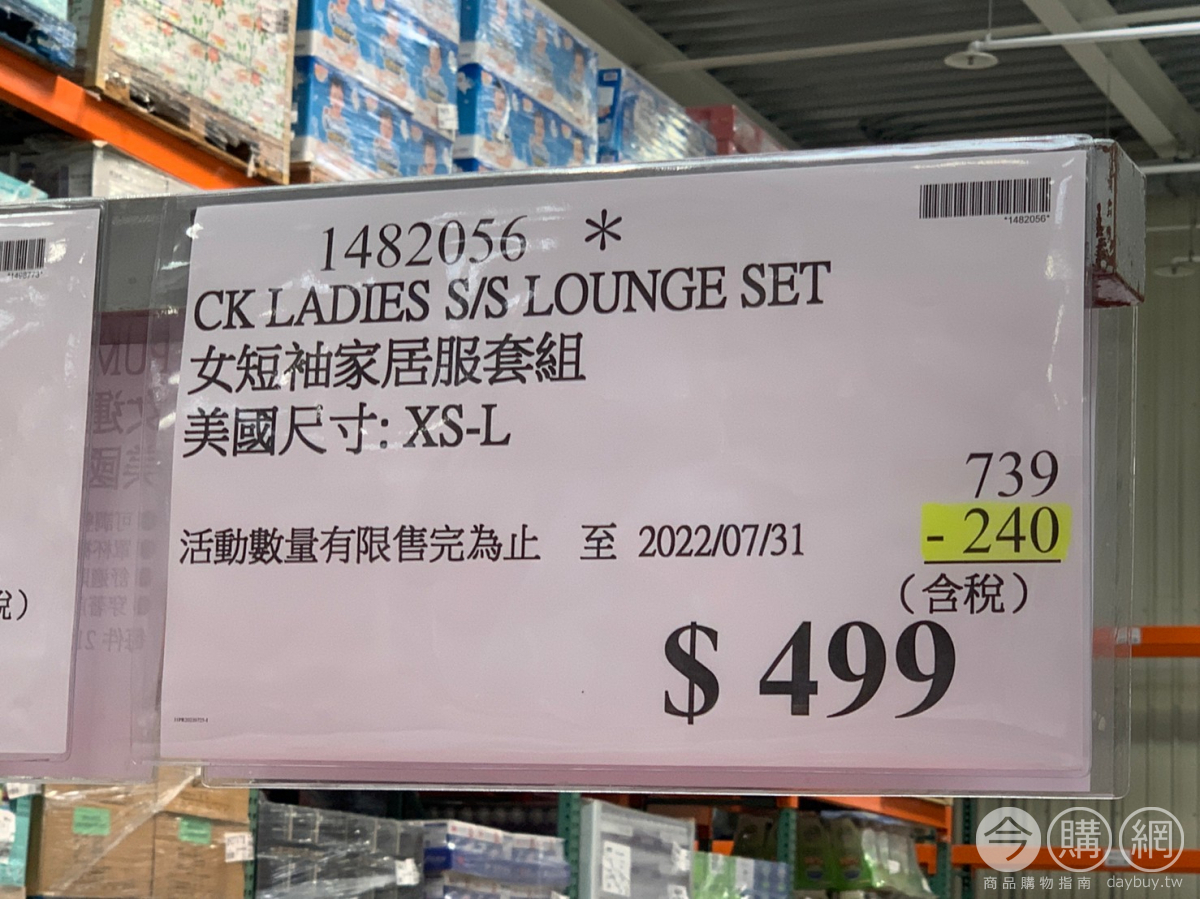 1482056 *
*1482056*
CK LADIES S/S LOUNGE SET
女短袖家居服套組
美國尺寸: XS-L
739
- 240
活動數量有限售完為止 至 2022/07/31
(含稅)
$ 499
稅)
今購網
商品購物指南 daybuy.tw